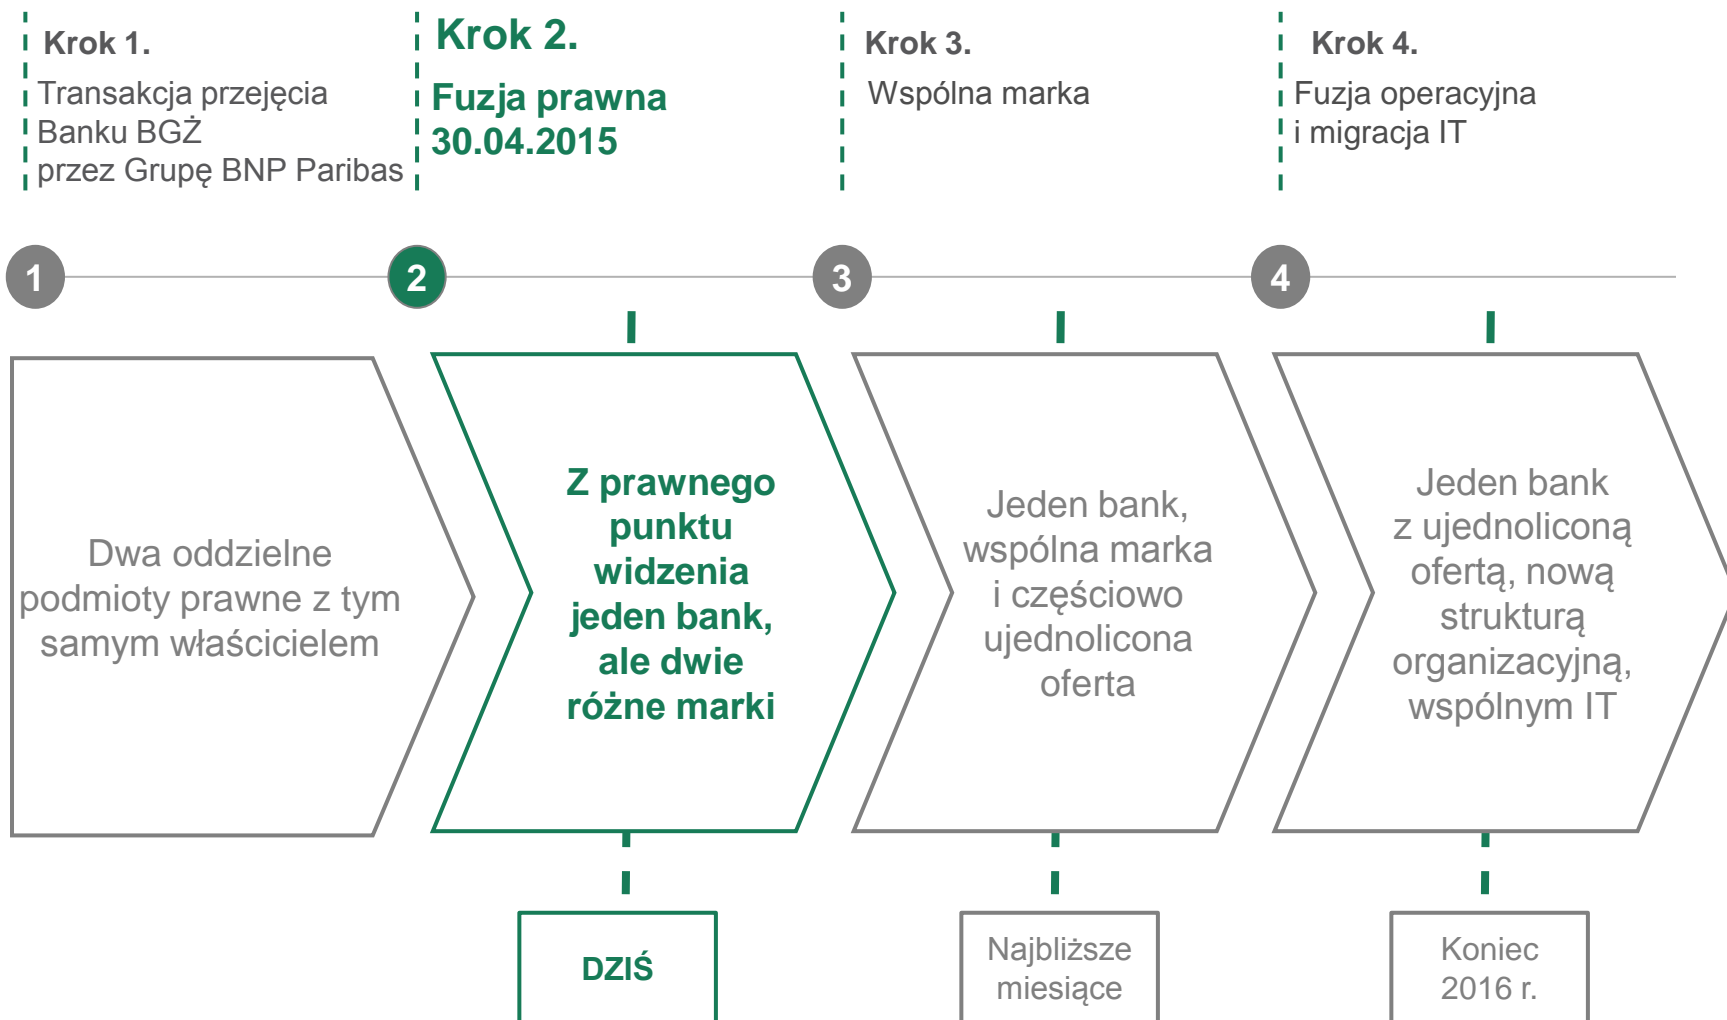 Krok 1.
Transakcja przejęcia
Banku BGŻ
przez Grupę BNP Paribas
Krok 2.
Fuzja prawna
30.04.2015
Krok 3.
Wspólna marka
Krok 4.
Fuzja operacyjna
i migracja IT
1
2
3
4
Dwa oddzielne
podmioty prawne z tym
samym właścicielem
Z prawnego
punktu
widzenia
jeden bank,
ale dwie
różne marki
Jeden bank,
wspólna marka
i częściowo
ujednolicona
oferta
Jeden bank
z ujednoliconą
ofertą, nową
strukturą
organizacyjną,
wspólnym IT
DZIŚ
Najbliższe
miesiące
Koniec
2016 r.